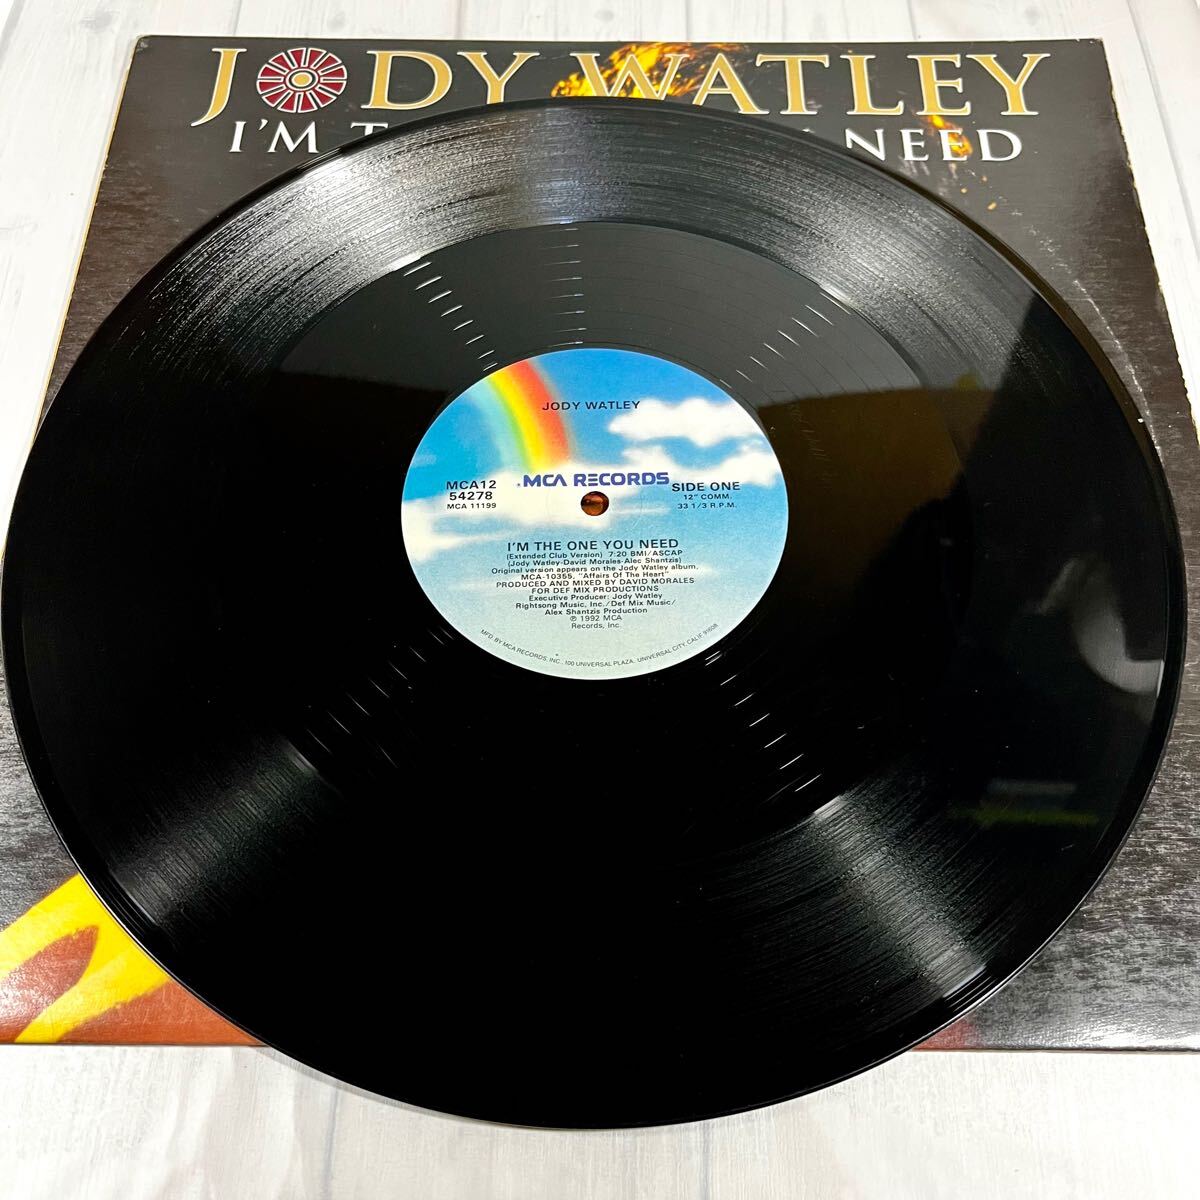 JODY WATLEY
I'M T NEED
JODY WATLEY
MCA RECORDS
MCA12
54278
MCA 11199
SIDE ONE
12" COMM.
33 1/3 R.P.M.
I'M THE ONE YOU NEED
(Extended Club Version) 7:20 BMI/ASCAP
(Jody Watley-David Morales-Alec Shantzis)
Original version appears on the Jody Watley album,
MCA-10355, "Affairs Of The Heart"
PRODUCED AND MIXED BY DAVID MORALES
FOR DEF MIX PRODUCTIONS
Executive Producer: Jody Watley
Rightsong Music, Inc./Def Mix Music/
Alex Shantzis Production
℗ 1992 MCA
Records, Inc.
MFD. BY MCA RECORDS, INC., 100 UNIVERSAL PLAZA, UNIVERSAL CITY, CALIF. 91608